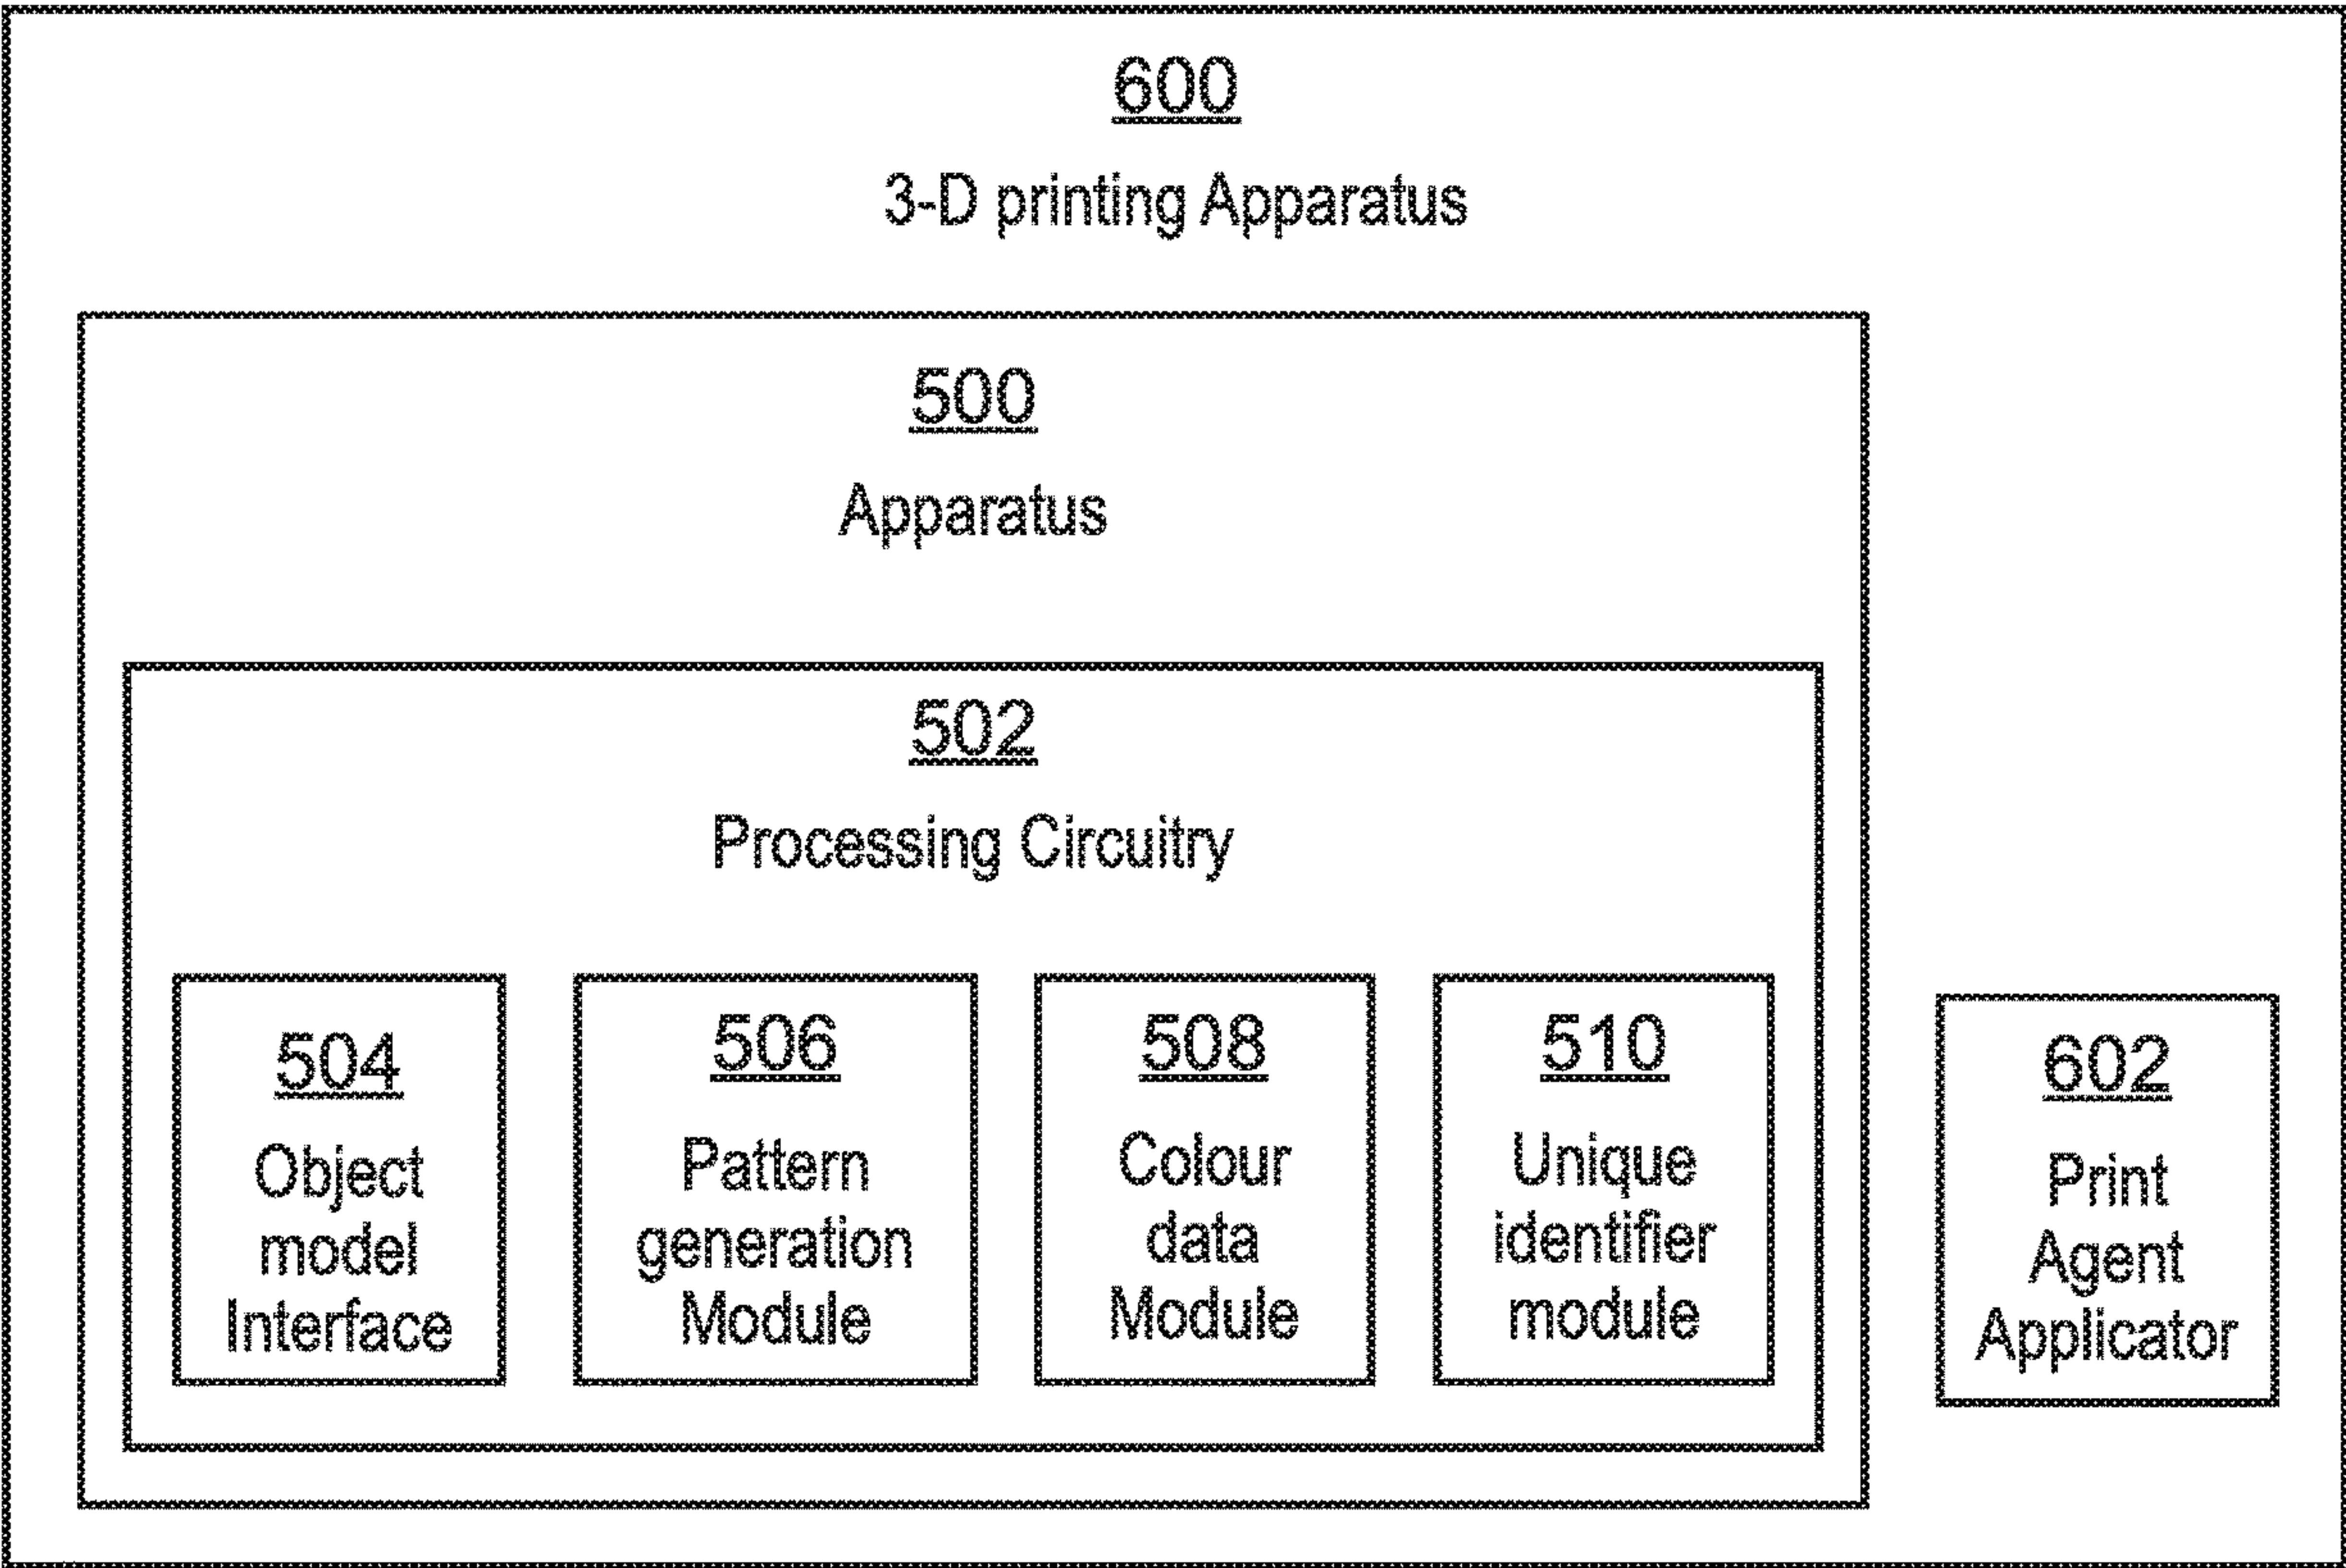 600
3-D printing Apparatus
500
Apparatus
502
Processing Circuitry
504
Object
model
Interface
506
Pattern
generation
Module
508
Colour
data
Module
510
Unique
identifier
module
602
Print
Agent
Applicator